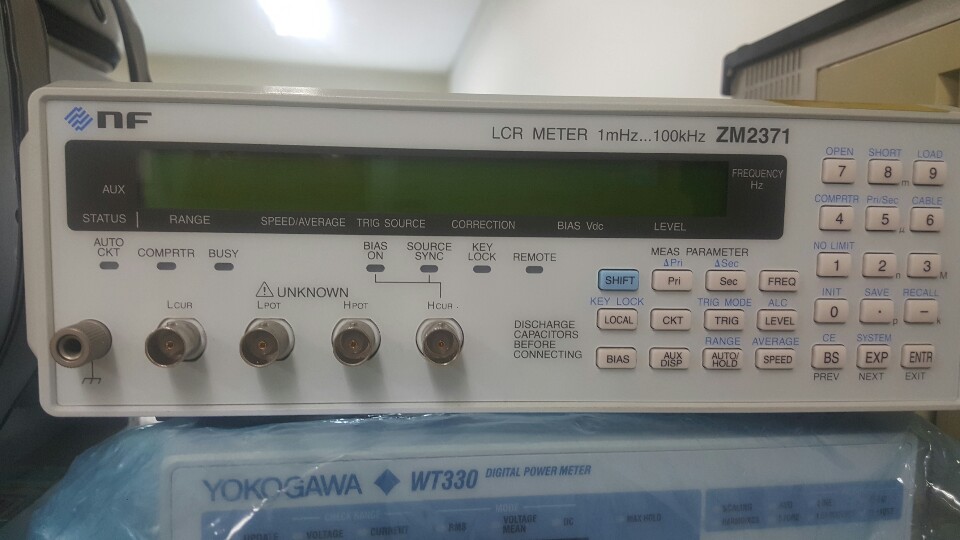 NF
LCR METER 1mHz...100kHz ZM2371
AUX
FREQUENCY
Hz
STATUS RANGE SPEED/AVERAGE TRIG SOURCE CORRECTION BIAS Vdc LEVEL
AUTO CKT COMPRTR BUSY BIAS ON SOURCE SYNC KEY LOCK REMOTE
UNKNOWN
LCUR LPOT HPOT HCUR
DISCHARGE
CAPACITORS
BEFORE
CONNECTING
MEAS PARAMETER
ΔPri ΔSec
SHIFT Pri Sec FREQ
KEY LOCK TRIG MODE ALC
LOCAL CKT TRIG LEVEL
RANGE AVERAGE
BIAS AUX DISP AUTO/HOLD SPEED
OPEN SHORT LOAD
7 8 m 9
COMPRTR Pri/Sec CABLE
4 5 µ 6
NO LIMIT
1 2 n 3 M
INIT SAVE RECALL
0 · p − k
CE SYSTEM
BS EXP ENTR
PREV NEXT EXIT
YOKOGAWA WT330 DIGITAL POWER METER
VOLTAGE CURRENT VOLTAGE MEAN DC MAX HOLD